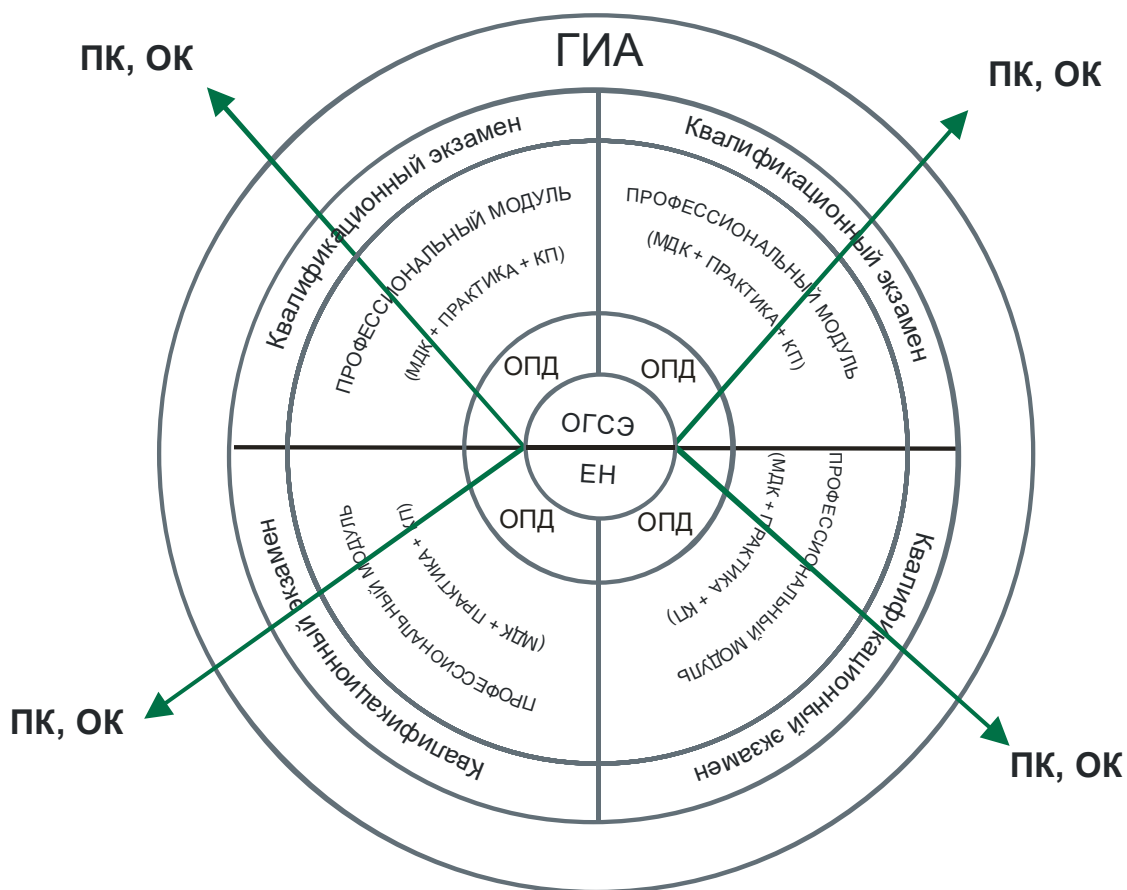 ГИА
ПК, ОК
ПК, ОК
Квалификационный экзамен
Квалификационный экзамен
ПРОФЕССИОНАЛЬНЫЙ МОДУЛЬ
ПРОФЕССИОНАЛЬНЫЙ МОДУЛЬ
(МДК + ПРАКТИКА + КП)
(МДК + ПРАКТИКА + КП)
ОПД
ОПД
ОГСЭ
ЕН
ОПД
ОПД
(МДК + ПРАКТИКА + КП)
(МДК + ПРАКТИКА + КП)
ПРОФЕССИОНАЛЬНЫЙ МОДУЛЬ
ПРОФЕССИОНАЛЬНЫЙ МОДУЛЬ
Квалификационный экзамен
Квалификационный экзамен
ПК, ОК
ПК, ОК